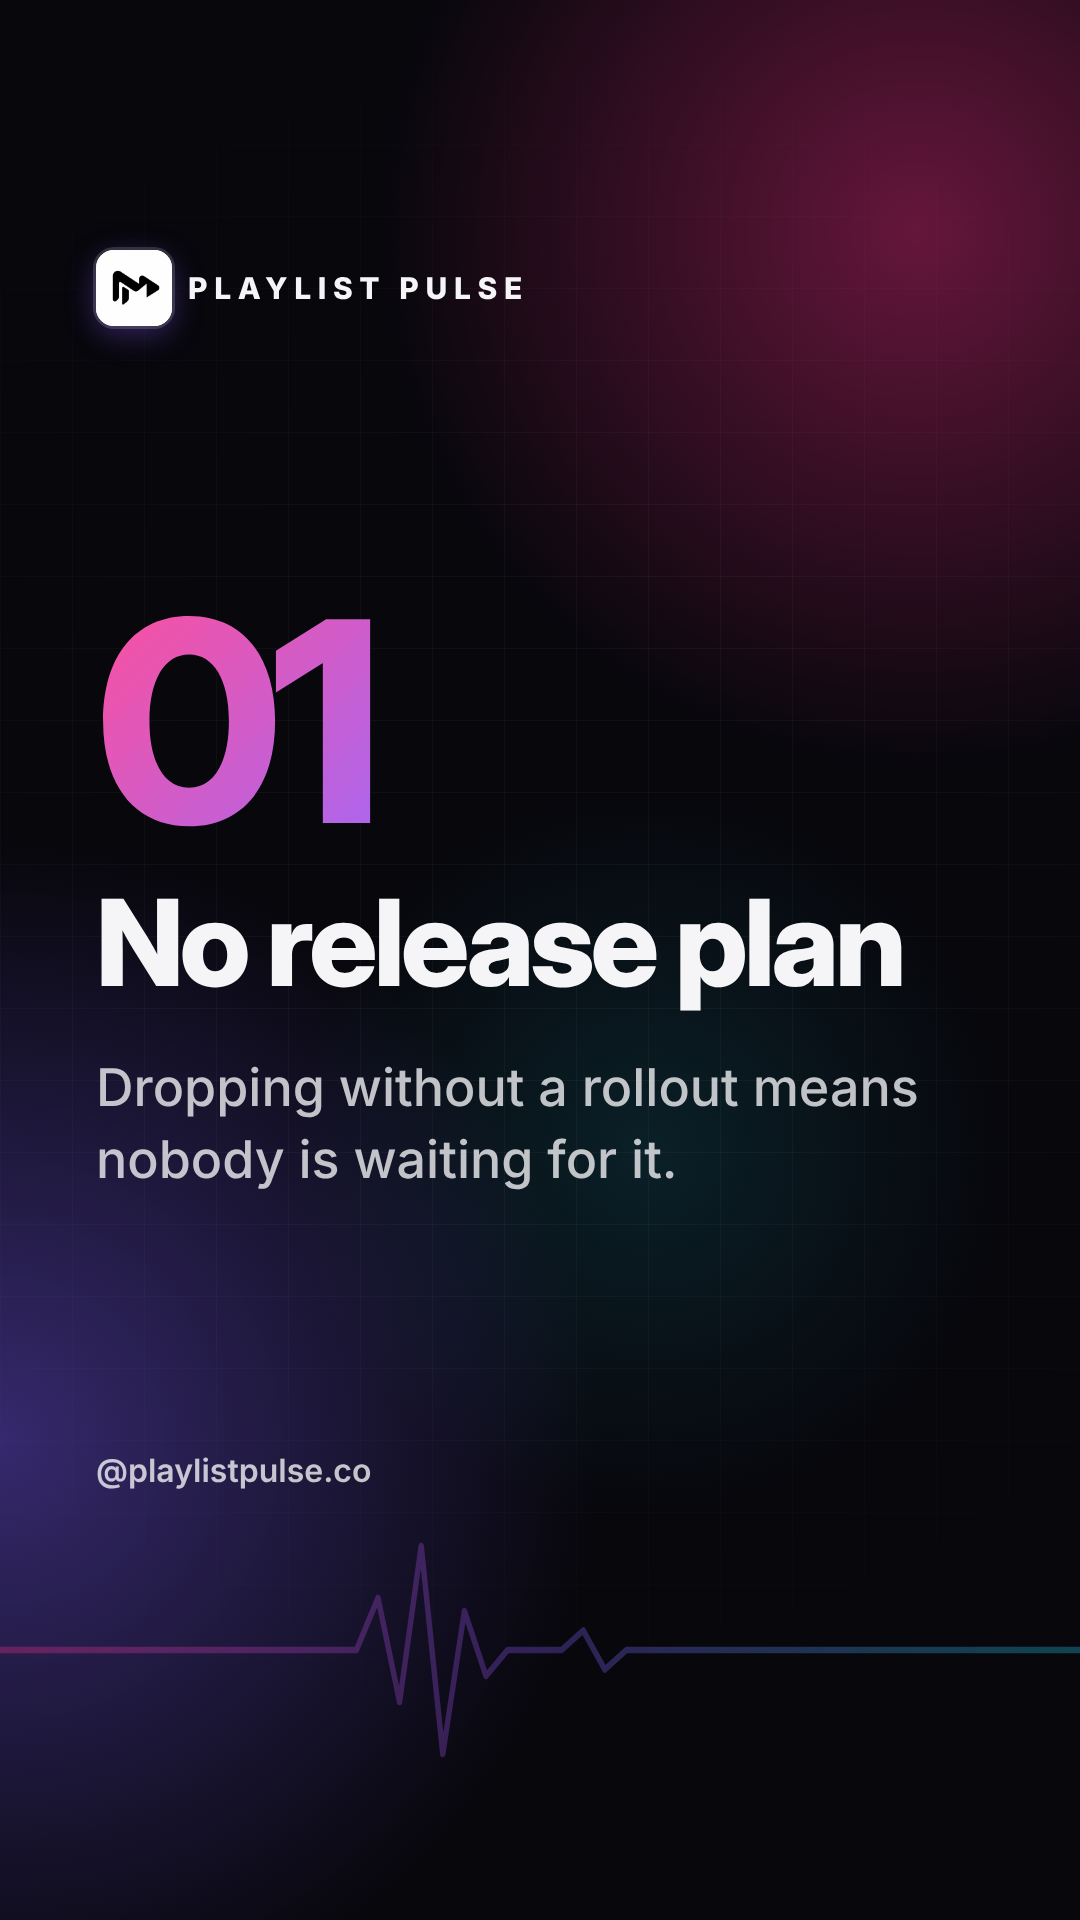 PLAYLIST PULSE
01
No release plan
Dropping without a rollout means
nobody is waiting for it.
@playlistpulse.co